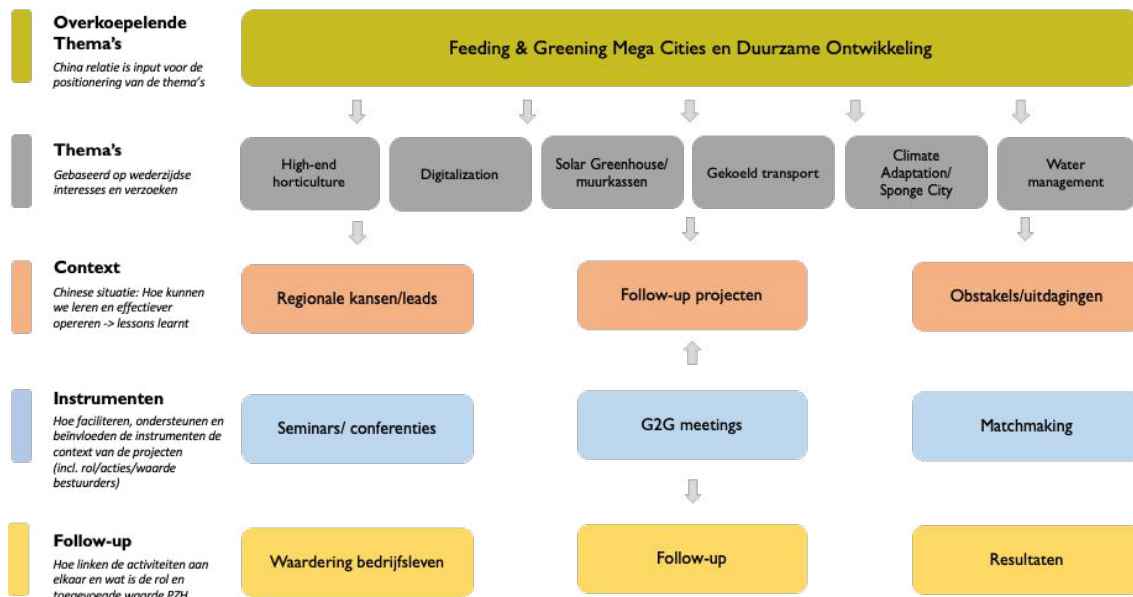 Overkoepelende
Thema's
China relatie is input voor de
positionering van de thema's
Feeding & Greening Mega Cities en Duurzame Ontwikkeling
Thema's
Gebaseerd op wederzijdse
interesses en verzoeken
High-end
horticulture
Digitalization
Solar Greenhouse/
muurkassen
Gekoeld transport
Climate
Adaptation/
Sponge City
Water
management
Context
Chinese situatie: Hoe kunnen
we leren en effectiever
opereren -> lessons learnt
Regionale kansen/leads
Follow-up projecten
Obstakels/uitdagingen
Instrumenten
Hoe faciliteren, ondersteunen en
beïnvloeden de instrumenten de
context van de projecten
(incl. rol/acties/waarde
bestuurders)
Seminars/ conferenties
G2G meetings
Matchmaking
Follow-up
Hoe linken de activiteiten aan
elkaar en wat is de rol en
toegevoegde waarde PZH
Waardering bedrijfsleven
Follow-up
Resultaten